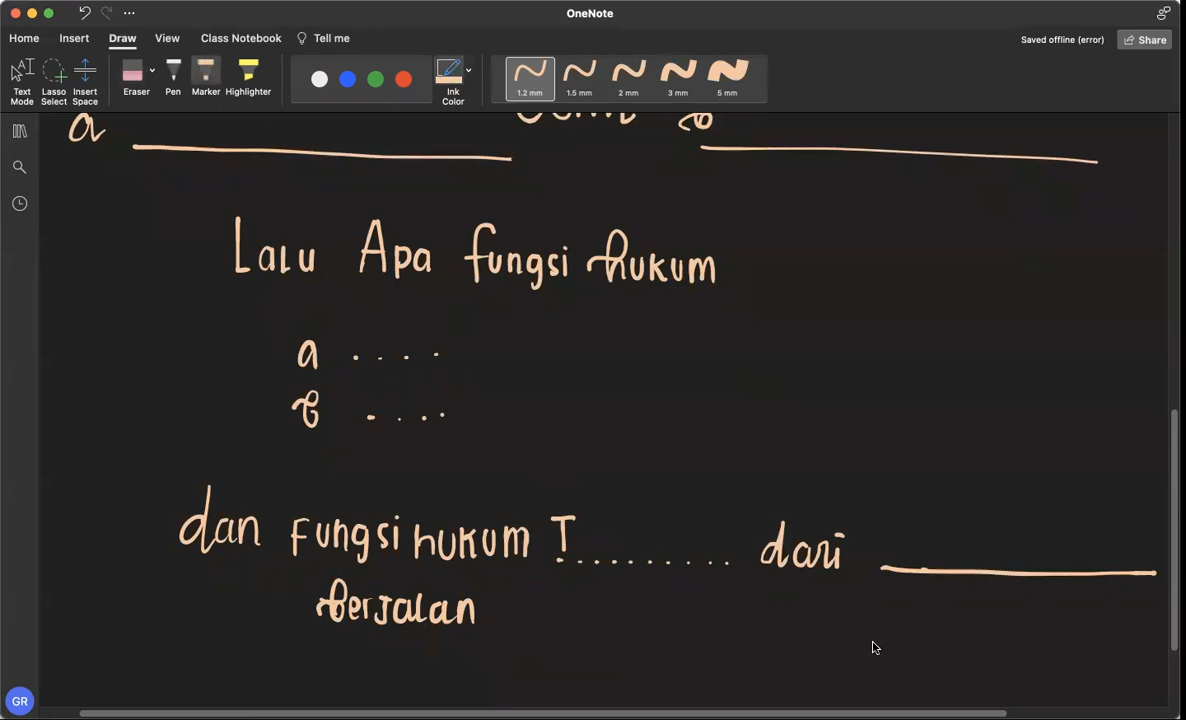 OneNote
Home Insert Draw View Class Notebook Tell me
Saved offline (error) Share
Text Mode
Lasso Select
Insert Space
Eraser
Pen
Marker
Highlighter
Ink Color
1.2 mm 1.5 mm 2 mm 3 mm 5 mm
a
b
Lalu Apa fungsi hukum
a ....
b ....
dan fungsi hukum T.......... dari
berjalan
GR